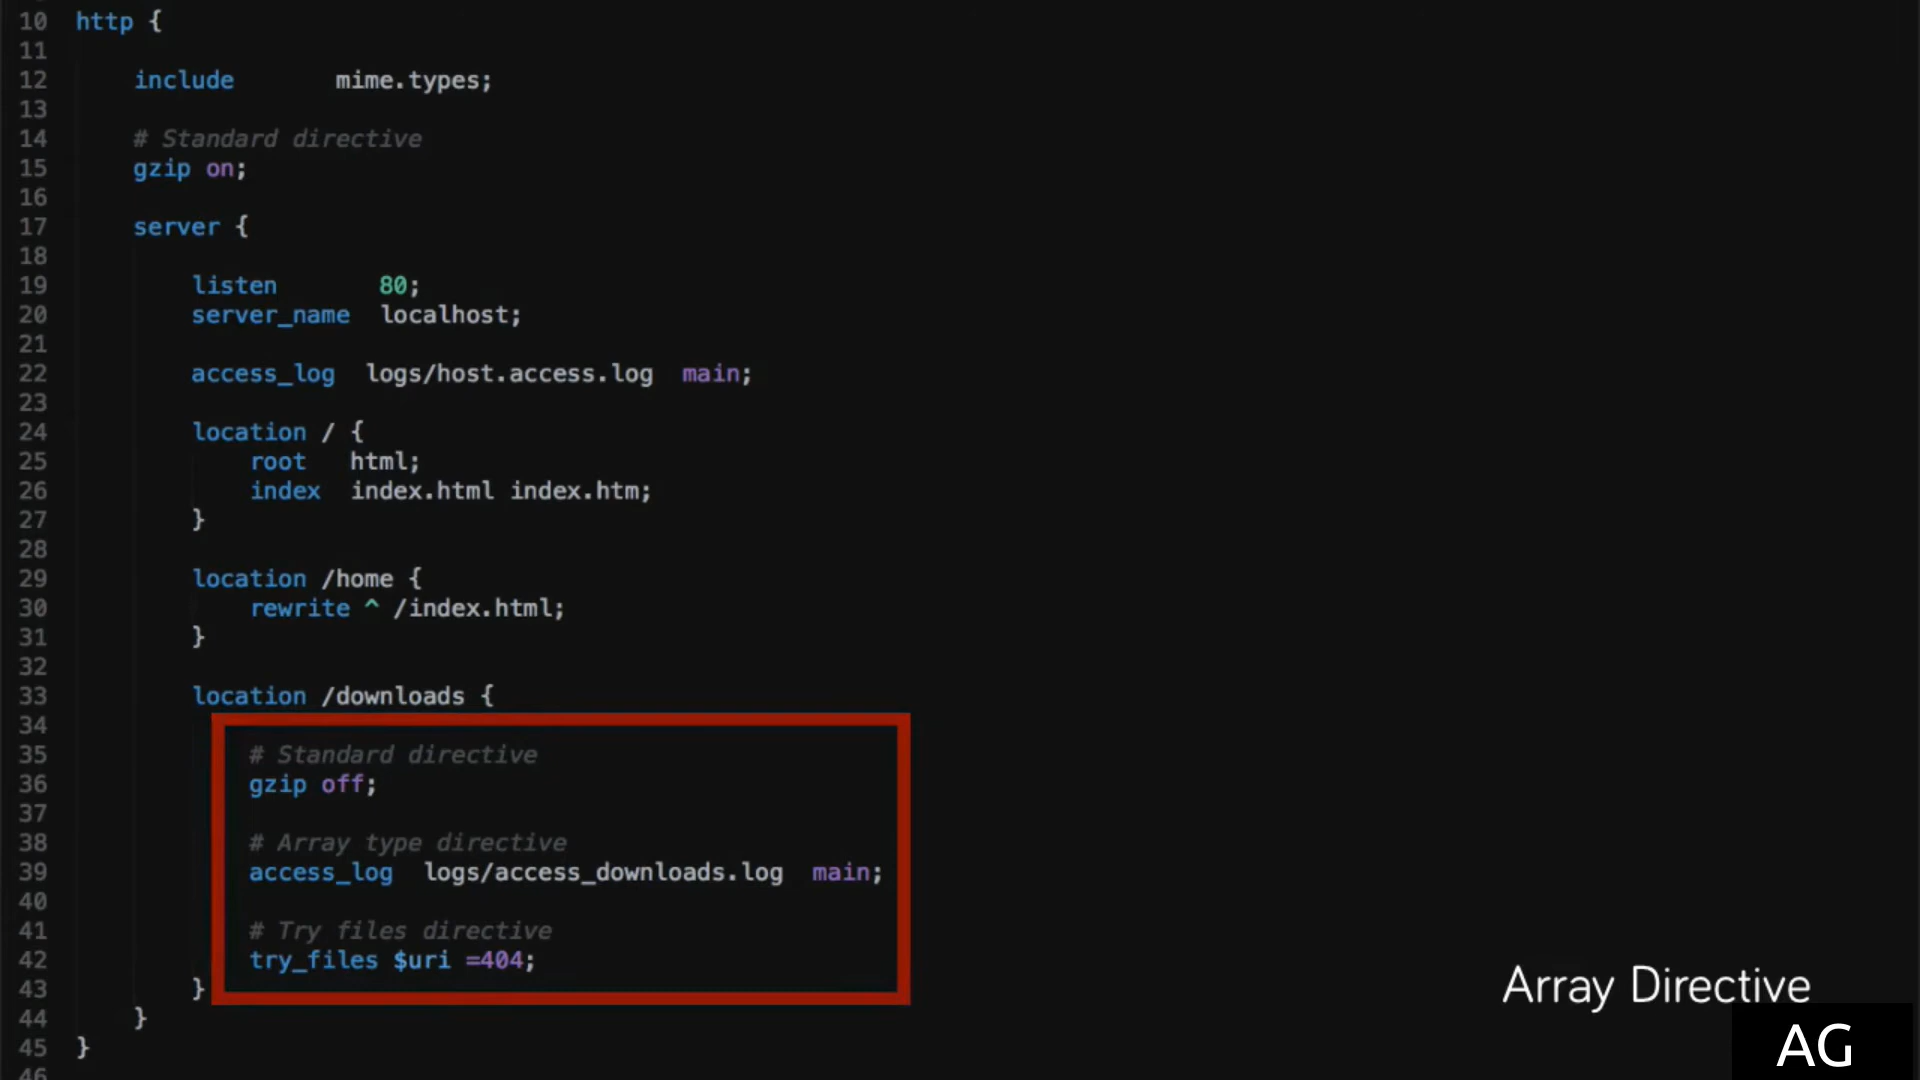 10 http {
11
12 include mime.types;
13
14 # Standard directive
15 gzip on;
16
17 server {
18
19 listen 80;
20 server_name localhost;
21
22 access_log logs/host.access.log main;
23
24 location / {
25 root html;
26 index index.html index.htm;
27 }
28
29 location /home {
30 rewrite ^ /index.html;
31 }
32
33 location /downloads {
34
35 # Standard directive
36 gzip off;
37
38 # Array type directive
39 access_log logs/access_downloads.log main;
40
41 # Try files directive
42 try_files $uri =404;
43 }
44 }
45 }
46
Array Directive
AG